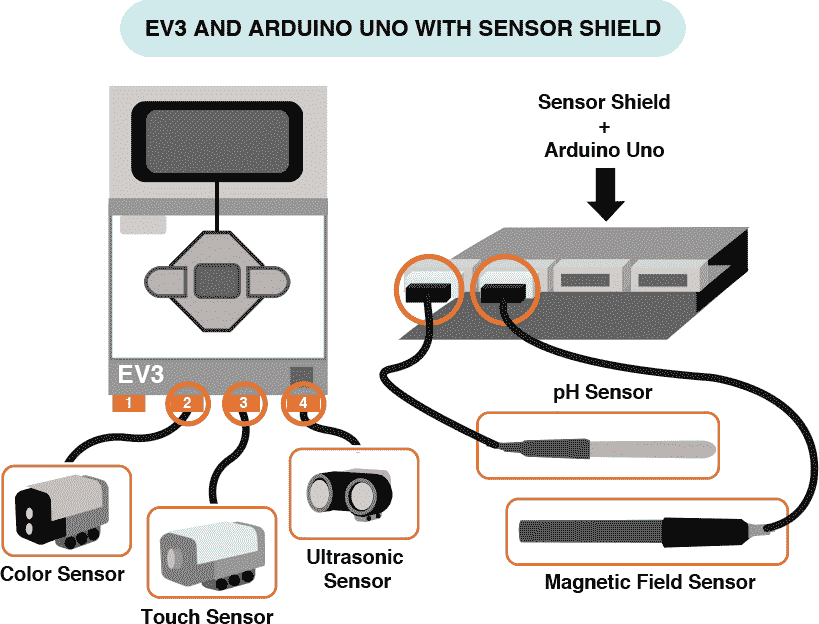 EV3 AND ARDUINO UNO WITH SENSOR SHIELD
Sensor Shield
+
Arduino Uno
EV3
1
2
3
4
pH Sensor
Color Sensor
Touch Sensor
Ultrasonic
Sensor
Magnetic Field Sensor